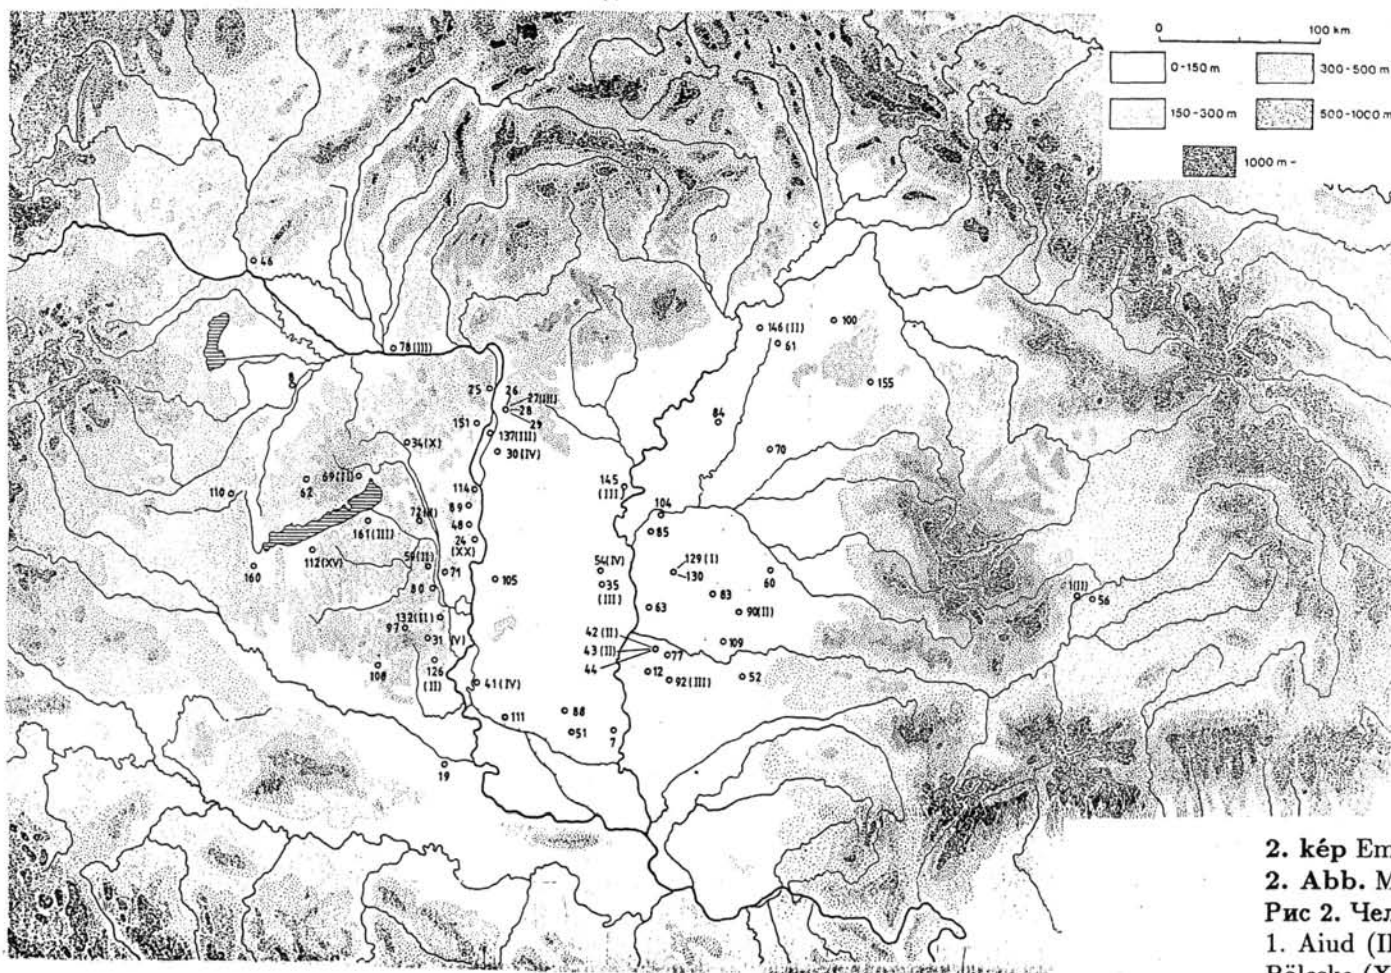 0 100 km
0-150 m 300-500 m
150-300 m 500-1000 m
1000 m -
46
78 (III)
146 (II)
100
61
8
25
26
27(III)
28
29
155
151
137(III)
84
34(X)
30(IV)
70
69(II)
62
110
114
145
(III)
89
104
72(X)
48
85
161(III)
24
(XX)
112(XV)
59(II)
71
54(IV)
129 (I)
130
160
105
35
(III)
60
80
83
1(II)
56
63
90(II)
132(II)
97
31 (IV)
42 (II)
43 (II)
44
109
77
108
126
(II)
12
92(III)
52
41(IV)
111
88
51
7
19
2. kép Em
2. Abb. M
Рис 2. Чел
1. Aiud (II